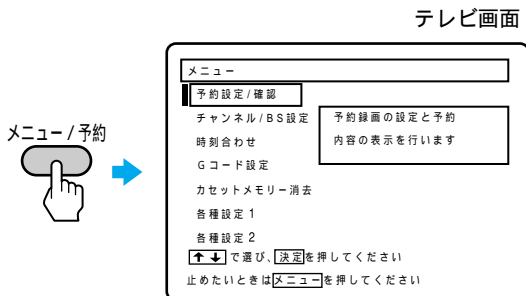 テレビ画面
メニュー/予約
メニュー
予約設定/確認
チャンネル/BS設定
時刻合わせ
Gコード設定
カセットメモリー消去
各種設定1
各種設定2
予約録画の設定と予約
内容の表示を行います
↑↓で選び、決定を押してください
止めたいときはメニューを押してください